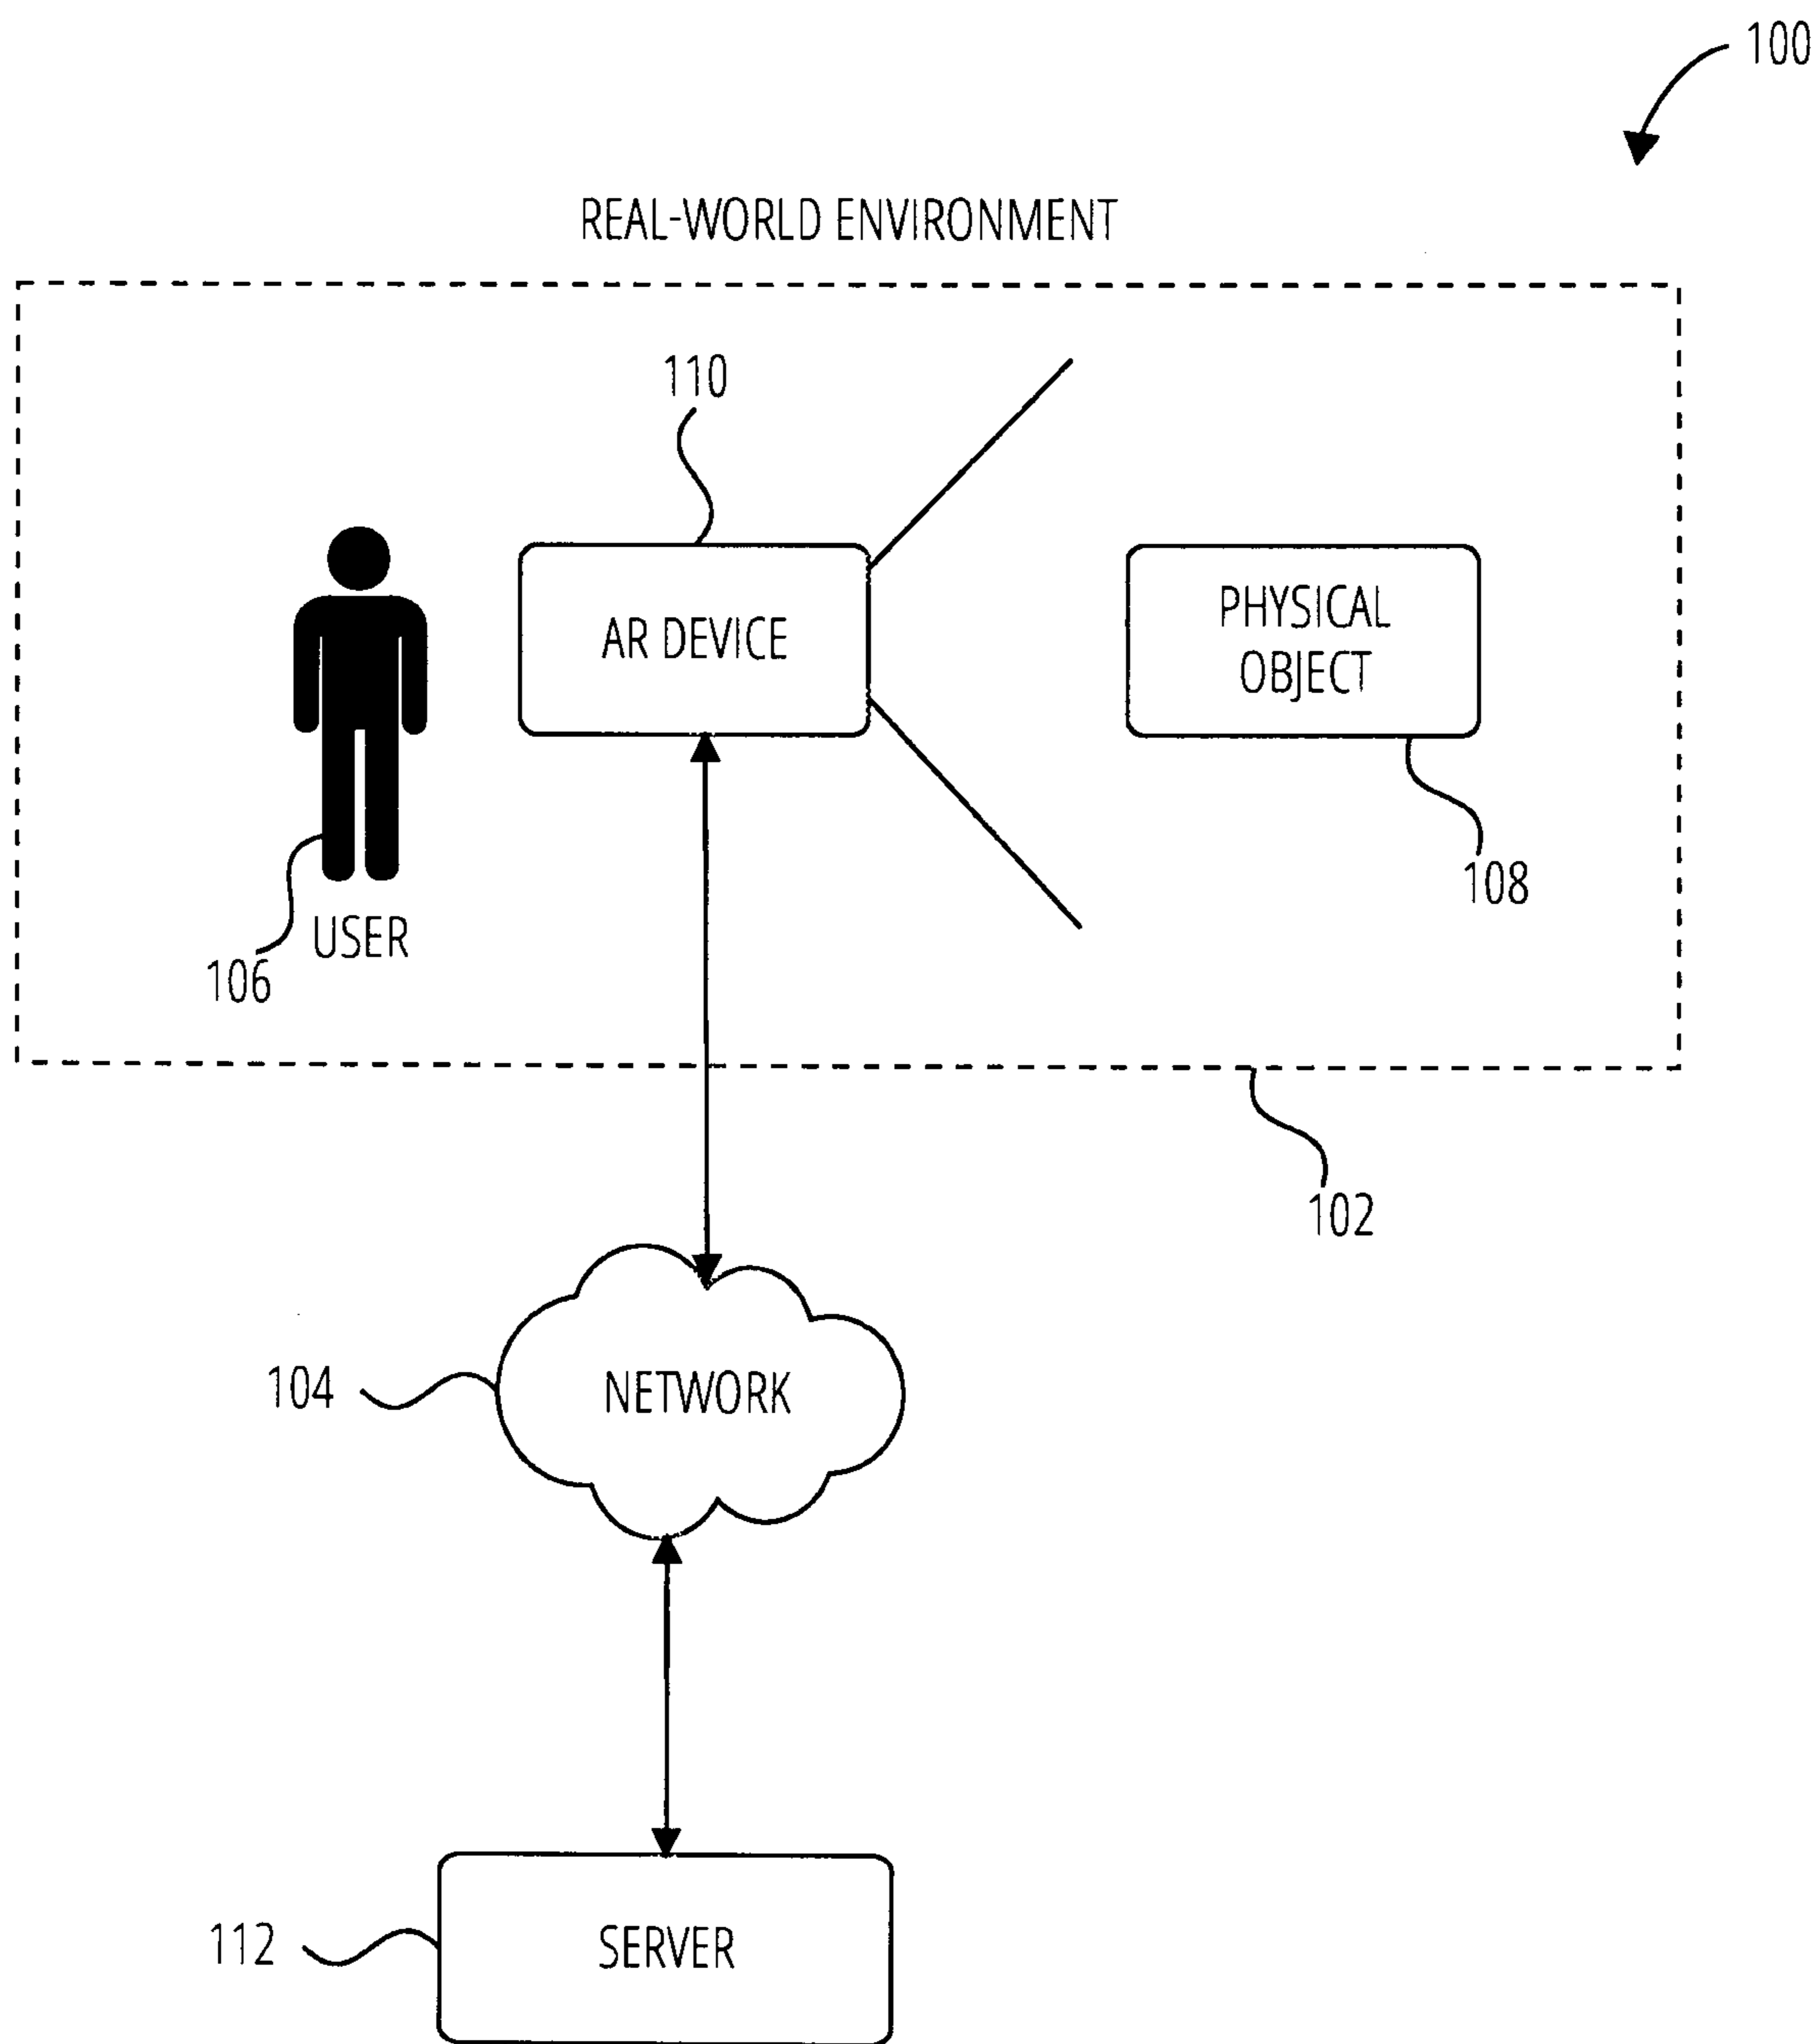 100
REAL-WORLD ENVIRONMENT
110
AR DEVICE
PHYSICAL
OBJECT
108
USER
106
102
104
NETWORK
112
SERVER